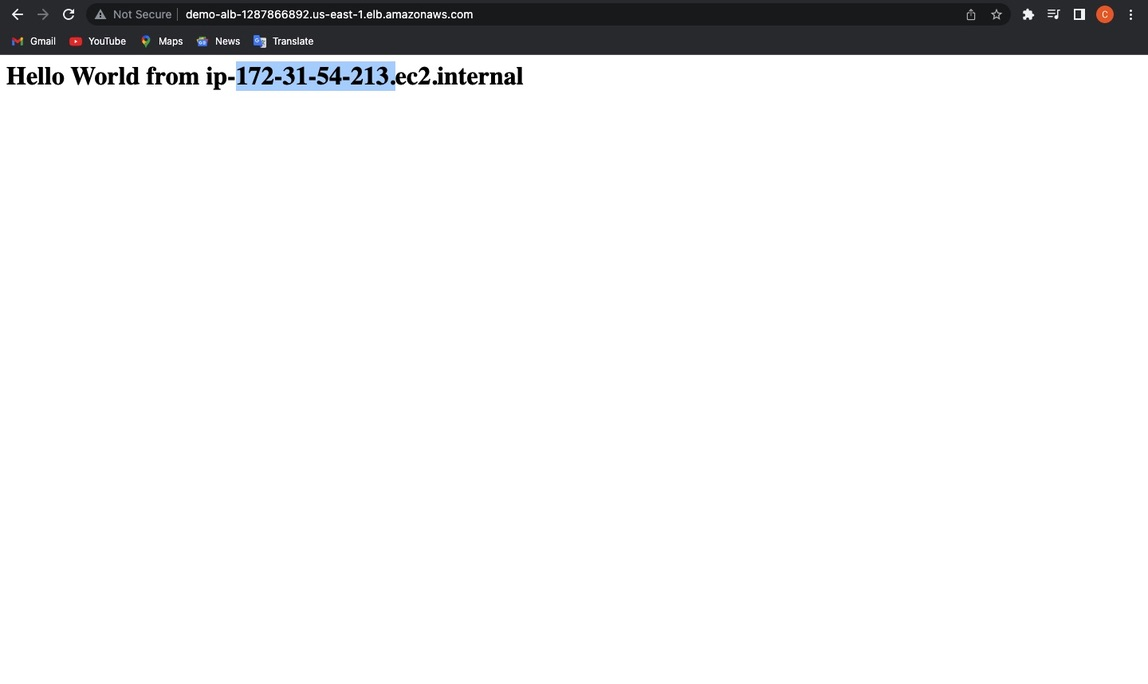 Not Secure demo-alb-1287866892.us-east-1.elb.amazonaws.com C
Gmail YouTube Maps News Translate
Hello World from ip-172-31-54-213.ec2.internal